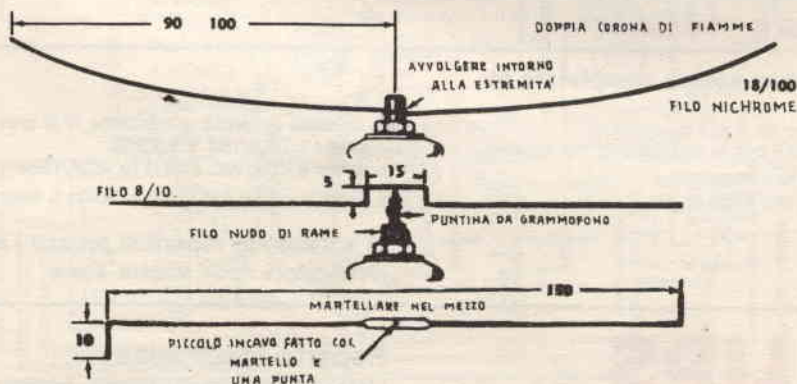 90 100
DOPPIA CORONA DI FIAMME
AVVOLGERE INTORNO
ALLA ESTREMITA'
18/100
FILO NICHROME
15
5
FILO 8/10.
PUNTINA DA GRAMMOFONO
FILO NUDO DI RAME
150
MARTELLARE NEL MEZZO
10
PICCOLO INCAVO FATTO COL
MARTELLO E
UNA PUNTA